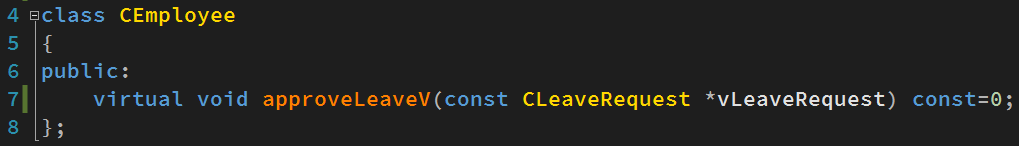 4 class CEmployee
5 {
6 public:
7     virtual void approveLeaveV(const CLeaveRequest *vLeaveRequest) const=0;
8 };